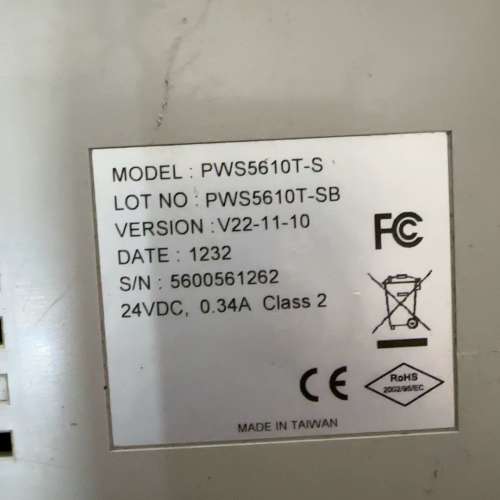 MODEL : PWS5610T-S
LOT NO : PWS5610T-SB
VERSION : V22-11-10
DATE : 1232
S/N : 5600561262
24VDC, 0.34A Class 2
FC
CE
RoHS
2002/95/EC
MADE IN TAIWAN